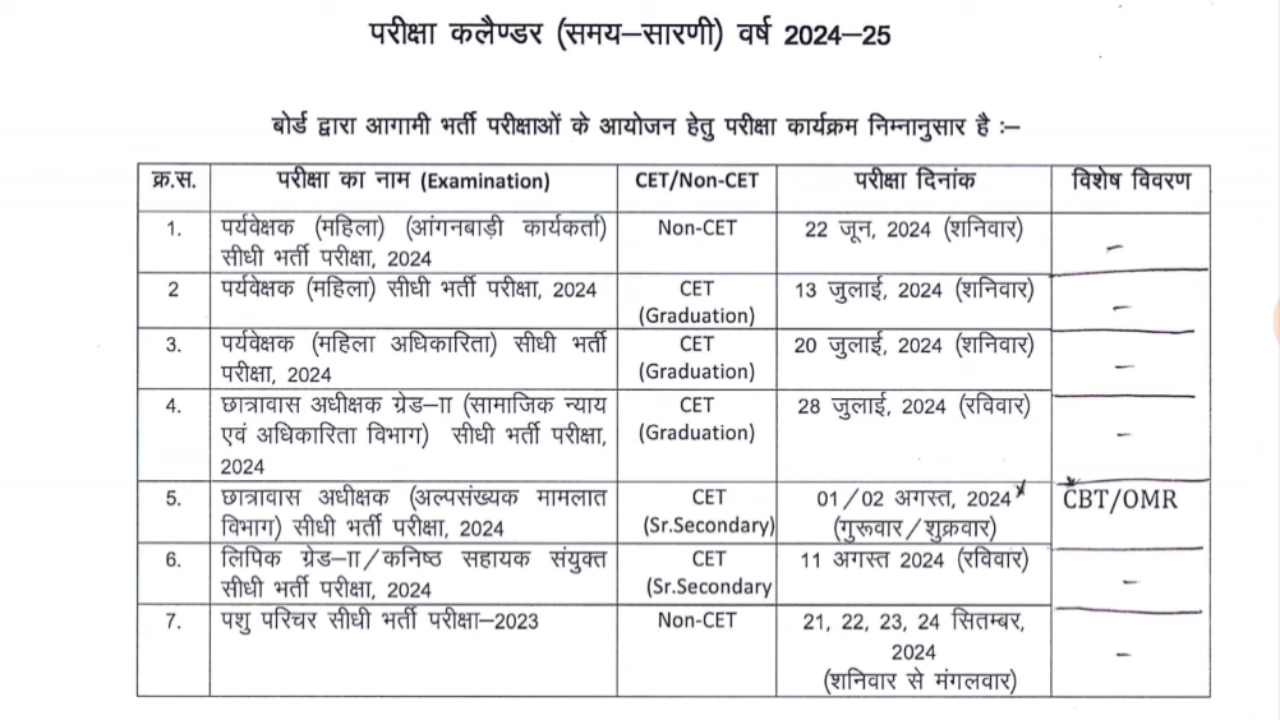 परीक्षा कलैण्डर (समय–सारणी) वर्ष 2024–25
बोर्ड द्वारा आगामी भर्ती परीक्षाओं के आयोजन हेतु परीक्षा कार्यक्रम निम्नानुसार है :–
क्र.स. परीक्षा का नाम (Examination) CET/Non-CET परीक्षा दिनांक विशेष विवरण
1. पर्यवेक्षक (महिला) (आंगनबाड़ी कार्यकर्ता) Non-CET 22 जून, 2024 (शनिवार) –
सीधी भर्ती परीक्षा, 2024
2 पर्यवेक्षक (महिला) सीधी भर्ती परीक्षा, 2024 CET 13 जुलाई, 2024 (शनिवार) –
(Graduation)
3. पर्यवेक्षक (महिला अधिकारिता) सीधी भर्ती CET 20 जुलाई, 2024 (शनिवार) –
परीक्षा, 2024 (Graduation)
4. छात्रावास अधीक्षक ग्रेड–II (सामाजिक न्याय CET 28 जुलाई, 2024 (रविवार) –
एवं अधिकारिता विभाग) सीधी भर्ती परीक्षा, (Graduation)
2024
5. छात्रावास अधीक्षक (अल्पसंख्यक मामलात CET 01/02 अगस्त, 2024* *CBT/OMR
विभाग) सीधी भर्ती परीक्षा, 2024 (Sr.Secondary) (गुरूवार/शुक्रवार)
6. लिपिक ग्रेड–II/कनिष्ठ सहायक संयुक्त CET 11 अगस्त 2024 (रविवार) –
सीधी भर्ती परीक्षा, 2024 (Sr.Secondary
7. पशु परिचर सीधी भर्ती परीक्षा–2023 Non-CET 21, 22, 23, 24 सितम्बर, –
2024
(शनिवार से मंगलवार)